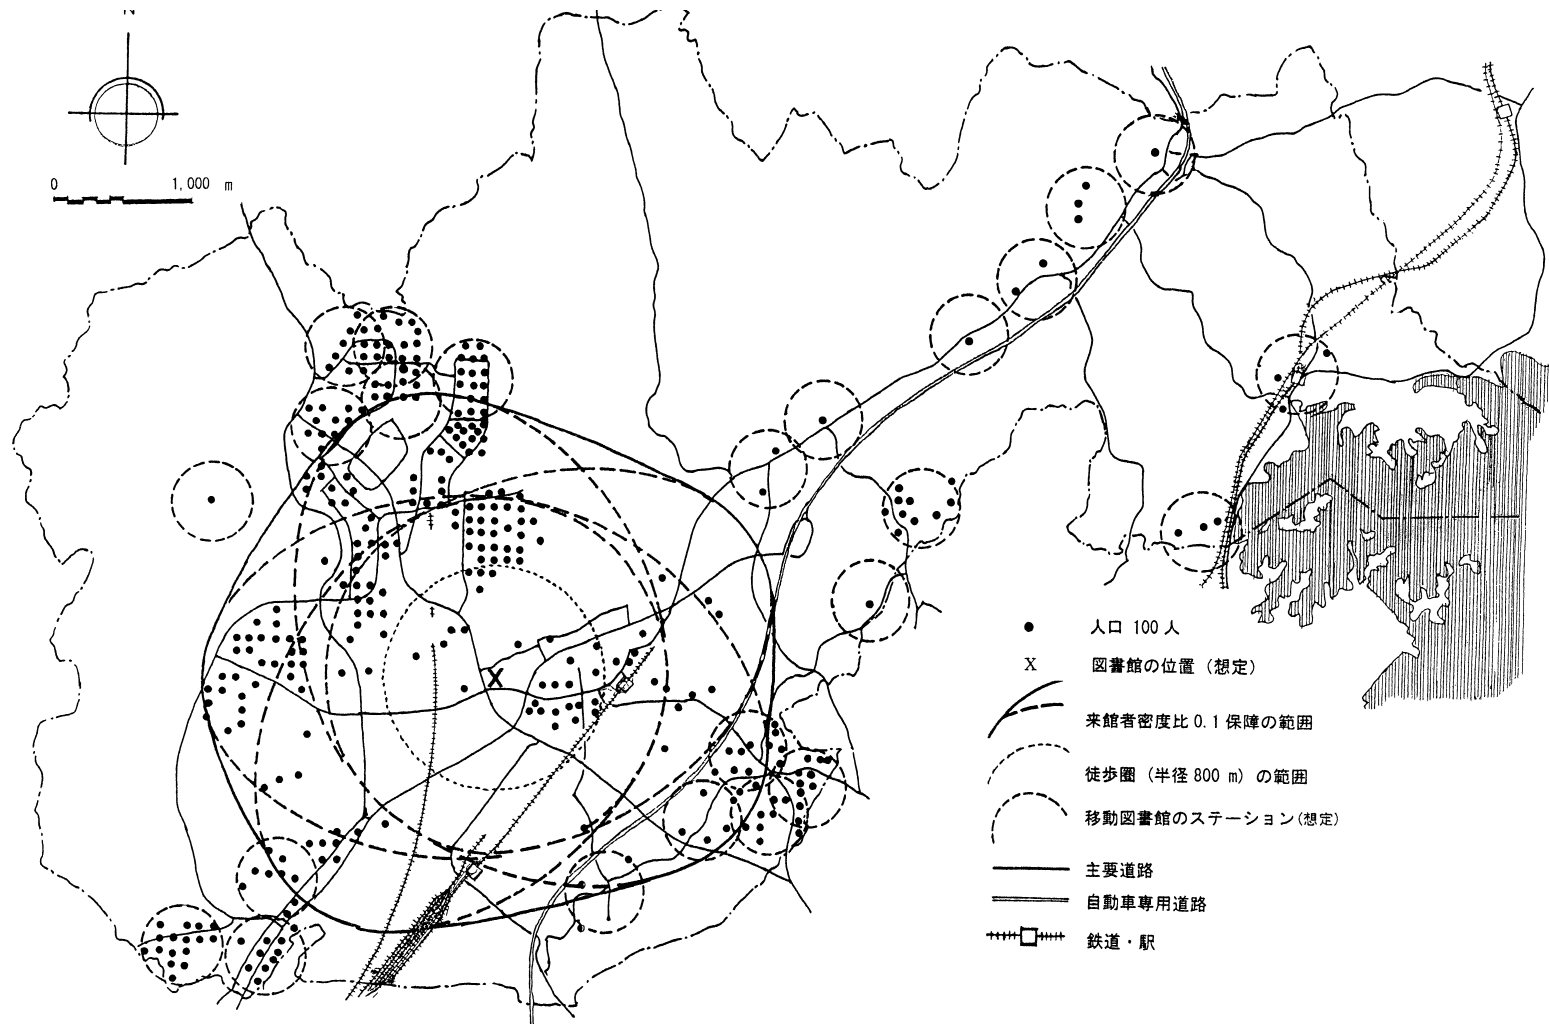 N
0 1,000 m
人口 100人
X 図書館の位置（想定）
来館者密度比 0.1 保障の範囲
徒歩圏（半径 800 m）の範囲
移動図書館のステーション（想定）
主要道路
自動車専用道路
鉄道・駅
X